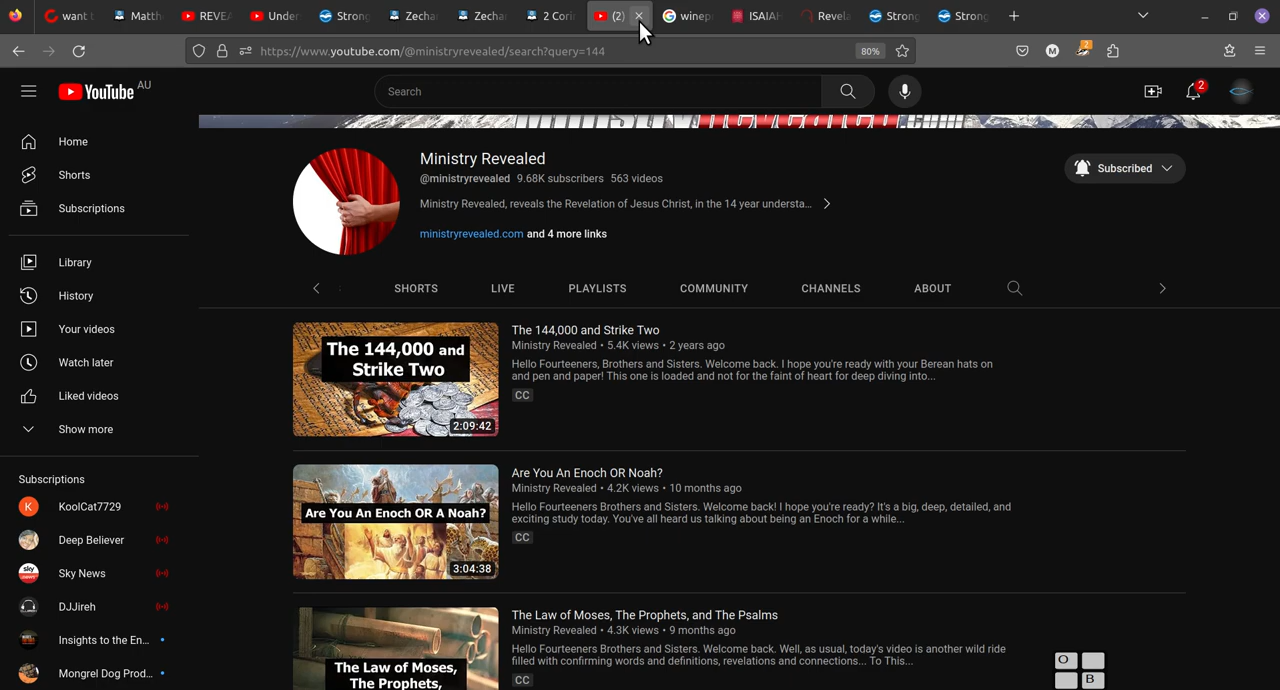 want t
Matth
REVEA
Under
Strong
Zecha
Zecha
2 Corin
(2)
winep
ISAIAH
Revela
Strong
Strong
2
https://www.youtube.com/@ministryrevealed/search?query=144
80%
M
YouTube AU
Search
2
Home
Shorts
Subscriptions
Library
History
Your videos
Watch later
Liked videos
Show more
Subscriptions
K KoolCat7729
Deep Believer
sky news Sky News
DJJireh
Insights to the En...
Mongrel Dog Prod...
Ministry Revealed
@ministryrevealed 9.68K subscribers 563 videos
Ministry Revealed, reveals the Revelation of Jesus Christ, in the 14 year understa...
ministryrevealed.com and 4 more links
Subscribed
SHORTS LIVE PLAYLISTS COMMUNITY CHANNELS ABOUT
The 144,000 and
Strike Two
2:09:42
The 144,000 and Strike Two
Ministry Revealed • 5.4K views • 2 years ago
Hello Fourteeners, Brothers and Sisters. Welcome back. I hope you're ready with your Berean hats on
and pen and paper! This one is loaded and not for the faint of heart for deep diving into...
CC
Are You An Enoch OR A Noah?
3:04:38
Are You An Enoch OR Noah?
Ministry Revealed • 4.2K views • 10 months ago
Hello Fourteeners Brothers and Sisters. Welcome back! I hope you're ready? It's a big, deep, detailed, and
exciting study today. You've all heard us talking about being an Enoch for a while...
CC
The Law of Moses,
The Prophets,
The Law of Moses, The Prophets, and The Psalms
Ministry Revealed • 4.3K views • 9 months ago
Hello Fourteeners Brothers and Sisters. Welcome back. Well, as usual, today's video is another wild ride
filled with confirming words and definitions, revelations and connections... To This...
CC
O
B